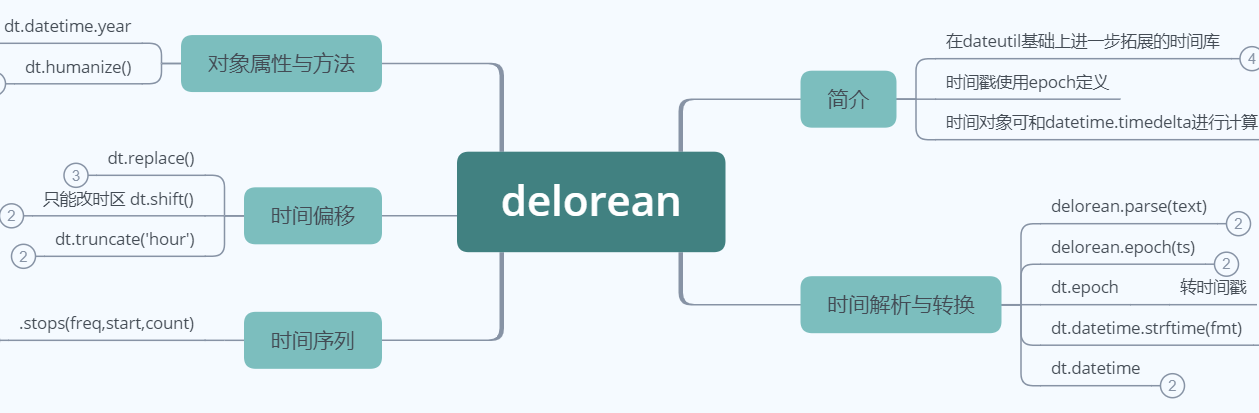 dt.datetime.year
dt.humanize()
对象属性与方法
dt.replace()
3
只能改时区 dt.shift()
2
dt.truncate('hour')
2
时间偏移
.stops(freq,start,count)
时间序列
delorean
简介
在dateutil基础上进一步拓展的时间库
4
时间戳使用epoch定义
时间对象可和datetime.timedelta进行计算
时间解析与转换
delorean.parse(text)
2
delorean.epoch(ts)
2
dt.epoch 转时间戳
dt.datetime.strftime(fmt)
dt.datetime
2